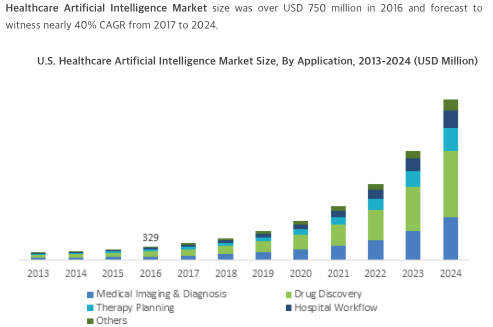 Healthcare Artificial Intelligence Market size was over USD 750 million in 2016 and forecast to
witness nearly 40% CAGR from 2017 to 2024.
U.S. Healthcare Artificial Intelligence Market Size, By Application, 2013-2024 (USD Million)
329
2013 2014 2015 2016 2017 2018 2019 2020 2021 2022 2023 2024
Medical Imaging & Diagnosis Drug Discovery
Therapy Planning Hospital Workflow
Others